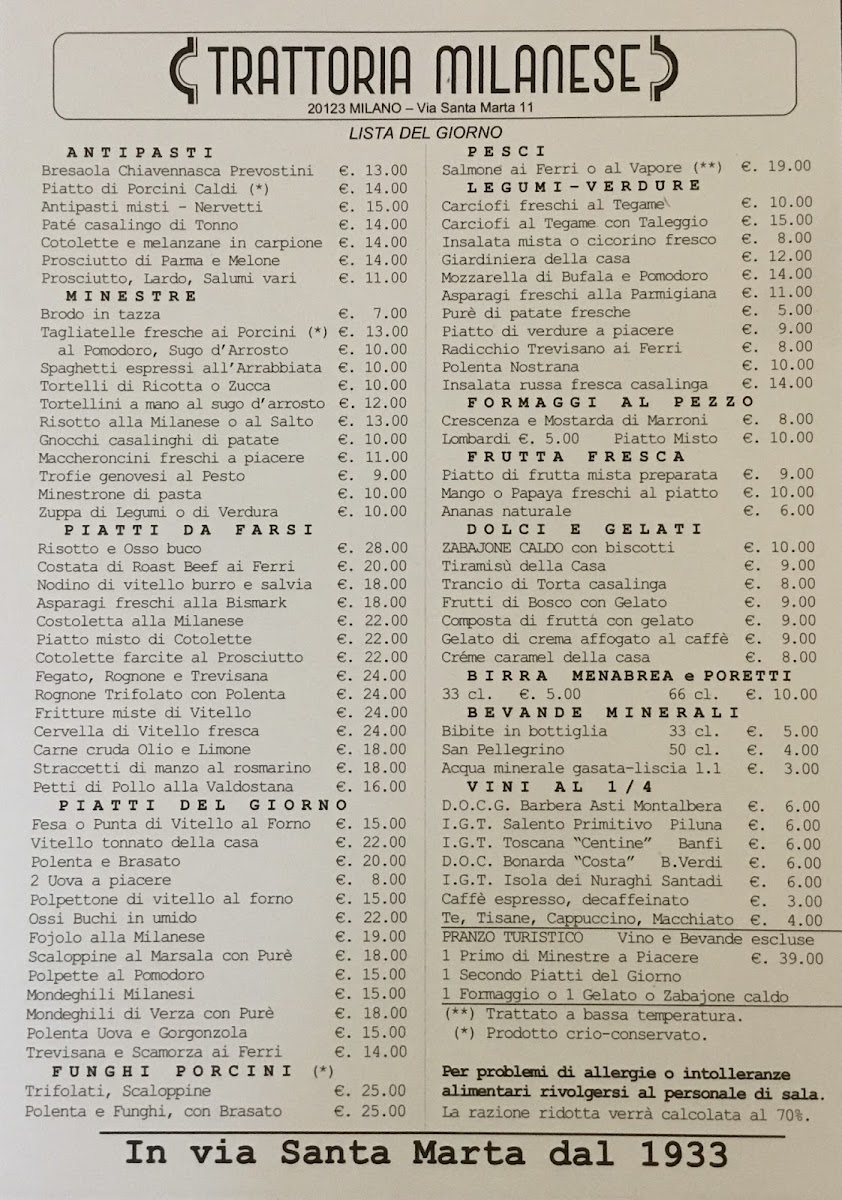 TRATTORIA MILANESE
20123 MILANO – Via Santa Marta 11
LISTA DEL GIORNO
ANTIPASTI
Bresaola Chiavennasca Prevostini €. 13.00
Piatto di Porcini Caldi (*) €. 14.00
Antipasti misti - Nervetti €. 15.00
Paté casalingo di Tonno €. 14.00
Cotolette e melanzane in carpione €. 14.00
Prosciutto di Parma e Melone €. 14.00
Prosciutto, Lardo, Salumi vari €. 11.00
MINESTRE
Brodo in tazza €. 7.00
Tagliatelle fresche ai Porcini (*) €. 13.00
al Pomodoro, Sugo d'Arrosto €. 10.00
Spaghetti espressi all'Arrabbiata €. 10.00
Tortelli di Ricotta o Zucca €. 10.00
Tortellini a mano al sugo d'arrosto €. 12.00
Risotto alla Milanese o al Salto €. 13.00
Gnocchi casalinghi di patate €. 10.00
Maccheroncini freschi a piacere €. 11.00
Trofie genovesi al Pesto €. 9.00
Minestrone di pasta €. 10.00
Zuppa di Legumi o di Verdura €. 10.00
PIATTI DA FARSI
Risotto e Osso buco €. 28.00
Costata di Roast Beef ai Ferri €. 20.00
Nodino di vitello burro e salvia €. 18.00
Asparagi freschi alla Bismark €. 18.00
Costoletta alla Milanese €. 22.00
Piatto misto di Cotolette €. 22.00
Cotolette farcite al Prosciutto €. 22.00
Fegato, Rognone e Trevisana €. 24.00
Rognone Trifolato con Polenta €. 24.00
Fritture miste di Vitello €. 24.00
Cervella di Vitello fresca €. 24.00
Carne cruda Olio e Limone €. 18.00
Straccetti di manzo al rosmarino €. 18.00
Petti di Pollo alla Valdostana €. 16.00
PIATTI DEL GIORNO
Fesa o Punta di Vitello al Forno €. 15.00
Vitello tonnato della casa €. 22.00
Polenta e Brasato €. 20.00
2 Uova a piacere €. 8.00
Polpettone di vitello al forno €. 15.00
Ossi Buchi in umido €. 22.00
Fojolo alla Milanese €. 19.00
Scaloppine al Marsala con Purè €. 18.00
Polpette al Pomodoro €. 15.00
Mondeghili Milanesi €. 15.00
Mondeghili di Verza con Purè €. 18.00
Polenta Uova e Gorgonzola €. 15.00
Trevisana e Scamorza ai Ferri €. 14.00
FUNGHI PORCINI (*)
Trifolati, Scaloppine €. 25.00
Polenta e Funghi, con Brasato €. 25.00
PESCI
Salmone ai Ferri o al Vapore (**) €. 19.00
LEGUMI-VERDURE
Carciofi freschi al Tegame €. 10.00
Carciofi al Tegame con Taleggio €. 15.00
Insalata mista o cicorino fresco €. 8.00
Giardiniera della casa €. 12.00
Mozzarella di Bufala e Pomodoro €. 14.00
Asparagi freschi alla Parmigiana €. 11.00
Purè di patate fresche €. 5.00
Piatto di verdure a piacere €. 9.00
Radicchio Trevisano ai Ferri €. 8.00
Polenta Nostrana €. 10.00
Insalata russa fresca casalinga €. 14.00
FORMAGGI AL PEZZO
Crescenza e Mostarda di Marroni €. 8.00
Lombardi €. 5.00 Piatto Misto €. 10.00
FRUTTA FRESCA
Piatto di frutta mista preparata €. 9.00
Mango o Papaya freschi al piatto €. 10.00
Ananas naturale €. 6.00
DOLCI E GELATI
ZABAJONE CALDO con biscotti €. 10.00
Tiramisù della Casa €. 9.00
Trancio di Torta casalinga €. 8.00
Frutti di Bosco con Gelato €. 9.00
Composta di frutta con gelato €. 9.00
Gelato di crema affogato al caffè €. 9.00
Créme caramel della casa €. 8.00
BIRRA MENABREA e PORETTI
33 cl. €. 5.00 66 cl. €. 10.00
BEVANDE MINERALI
Bibite in bottiglia 33 cl. €. 5.00
San Pellegrino 50 cl. €. 4.00
Acqua minerale gasata-liscia l.1 €. 3.00
VINI AL 1/4
D.O.C.G. Barbera Asti Montalbera €. 6.00
I.G.T. Salento Primitivo Piluna €. 6.00
I.G.T. Toscana "Centine" Banfi €. 6.00
D.O.C. Bonarda "Costa" B.Verdi €. 6.00
I.G.T. Isola dei Nuraghi Santadi €. 6.00
Caffè espresso, decaffeinato €. 3.00
Te, Tisane, Cappuccino, Macchiato €. 4.00
PRANZO TURISTICO Vino e Bevande escluse
1 Primo di Minestre a Piacere €. 39.00
1 Secondo Piatti del Giorno
1 Formaggio o 1 Gelato o Zabajone caldo
(**) Trattato a bassa temperatura.
(*) Prodotto crio-conservato.
Per problemi di allergie o intolleranze
alimentari rivolgersi al personale di sala.
La razione ridotta verrà calcolata al 70%.
In via Santa Marta dal 1933